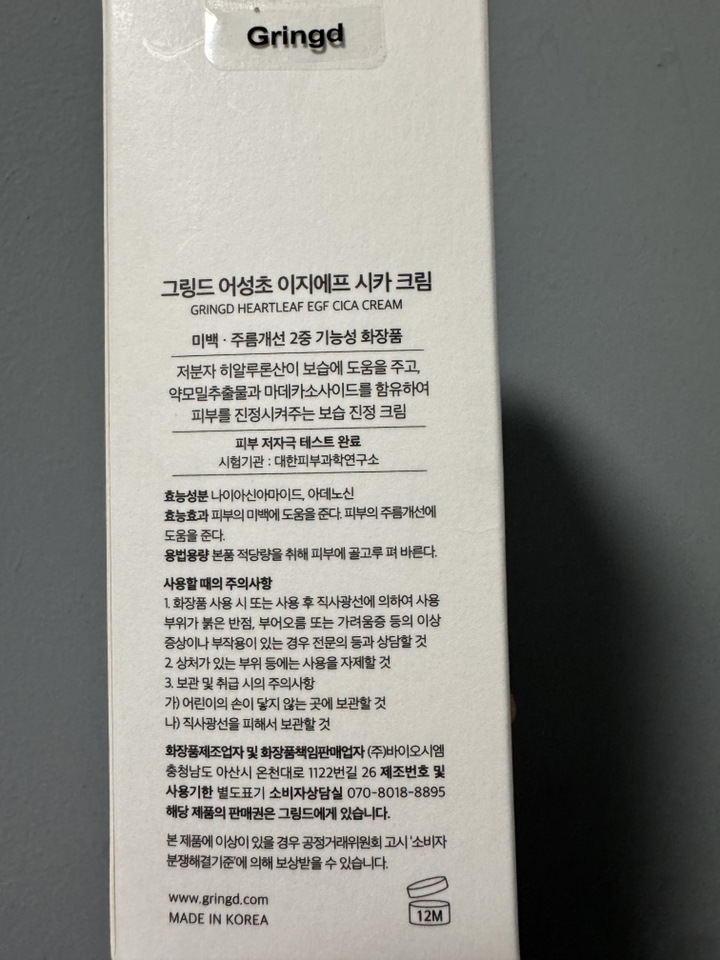 Gringd
그링드 어성초 이지에프 시카 크림
GRINGD HEARTLEAF EGF CICA CREAM
미백 · 주름개선 2중 기능성 화장품
저분자 히알루론산이 보습에 도움을 주고,
약모밀추출물과 마데카소사이드를 함유하여
피부를 진정시켜주는 보습 진정 크림
피부 저자극 테스트 완료
시험기관 : 대한피부과학연구소
효능성분 나이아신아마이드, 아데노신
효능효과 피부의 미백에 도움을 준다. 피부의 주름개선에
도움을 준다.
용법용량 본품 적당량을 취해 피부에 골고루 펴 바른다.
사용할 때의 주의사항
1. 화장품 사용 시 또는 사용 후 직사광선에 의하여 사용
부위가 붉은 반점, 부어오름 또는 가려움증 등의 이상
증상이나 부작용이 있는 경우 전문의 등과 상담할 것
2. 상처가 있는 부위 등에는 사용을 자제할 것
3. 보관 및 취급 시의 주의사항
가) 어린이의 손이 닿지 않는 곳에 보관할 것
나) 직사광선을 피해서 보관할 것
화장품제조업자 및 화장품책임판매업자 (주)바이오시엠
충청남도 아산시 온천대로 1122번길 26 제조번호 및
사용기한 별도표기 소비자상담실 070-8018-8895
해당 제품의 판매권은 그링드에게 있습니다.
본 제품에 이상이 있을 경우 공정거래위원회 고시 '소비자
분쟁해결기준'에 의해 보상받을 수 있습니다.
www.gringd.com
MADE IN KOREA
12M